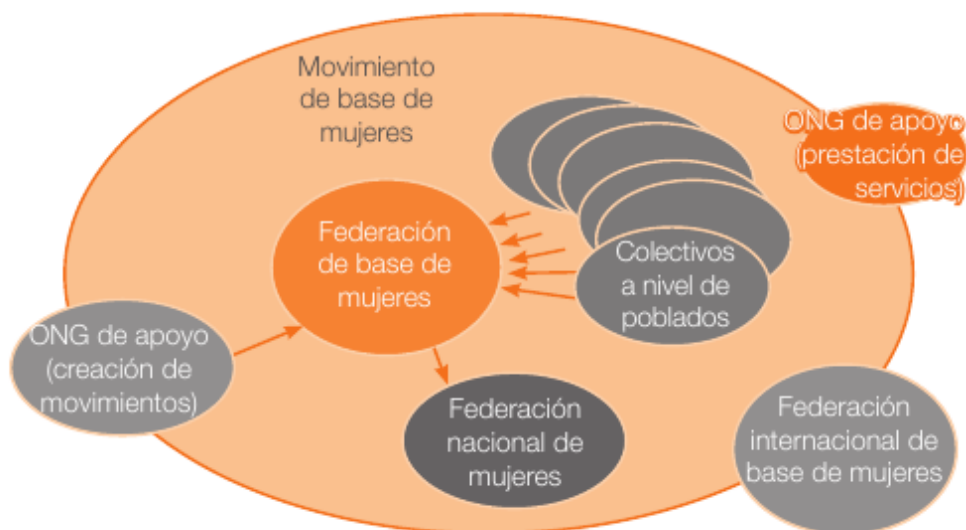 Movimiento
de base de
mujeres
ONG de apoyo
(prestación de
servicios)
Federación
de base de
mujeres
Colectivos
a nivel de
poblados
ONG de apoyo
(creación de
movimientos)
Federación
nacional de
mujeres
Federación
internacional de
base de mujeres